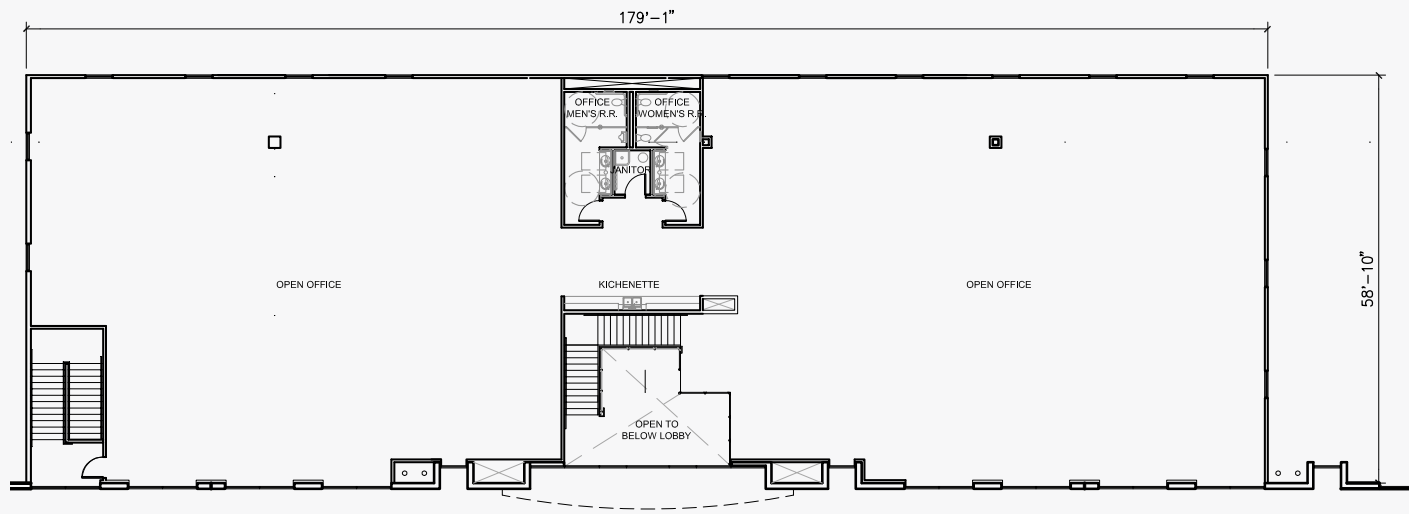 179'-1"
OFFICE
MEN'S R.R.
OFFICE
WOMEN'S R.R.
JANITOR
58'-10"
OPEN OFFICE
KICHENETTE
OPEN OFFICE
OPEN TO
BELOW LOBBY